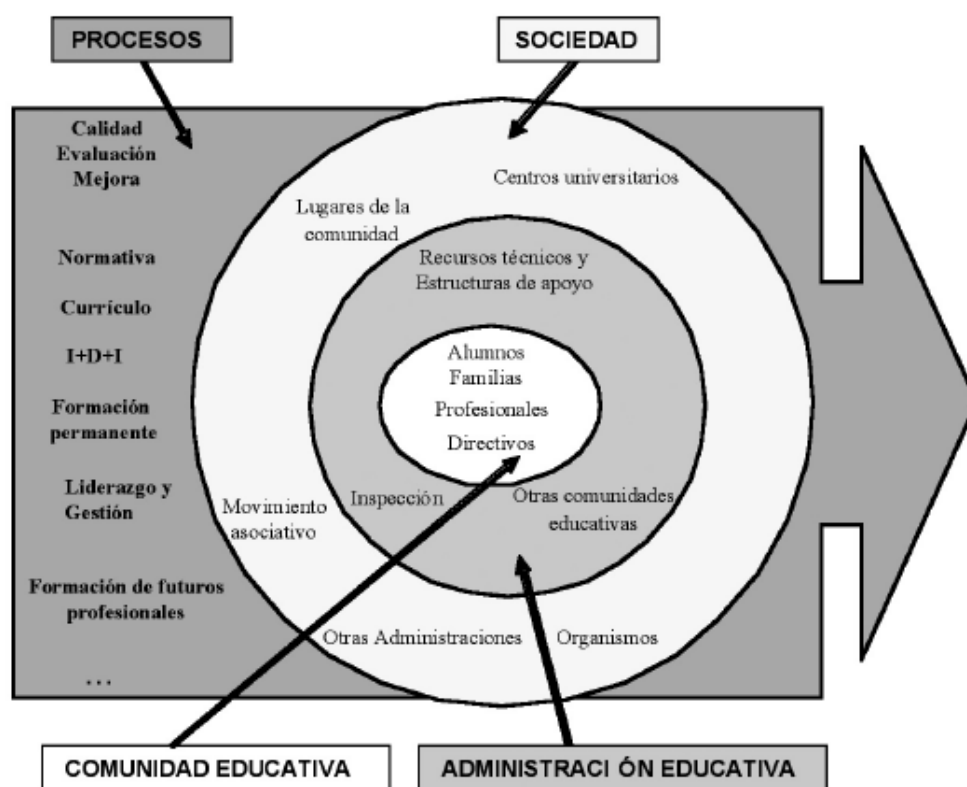 PROCESOS
SOCIEDAD
Calidad
Evaluación
Mejora
Normativa
Currículo
I+D+I
Formación
permanente
Liderazgo y
Gestión
Formación de futuros
profesionales
...
Centros universitarios
Lugares de la
comunidad
Recursos técnicos y
Estructuras de apoyo
Alumnos
Familias
Profesionales
Directivos
Inspección
Otras comunidades
educativas
Movimiento
asociativo
Otras Administraciones
Organismos
COMUNIDAD EDUCATIVA
ADMINISTRACI ÓN EDUCATIVA